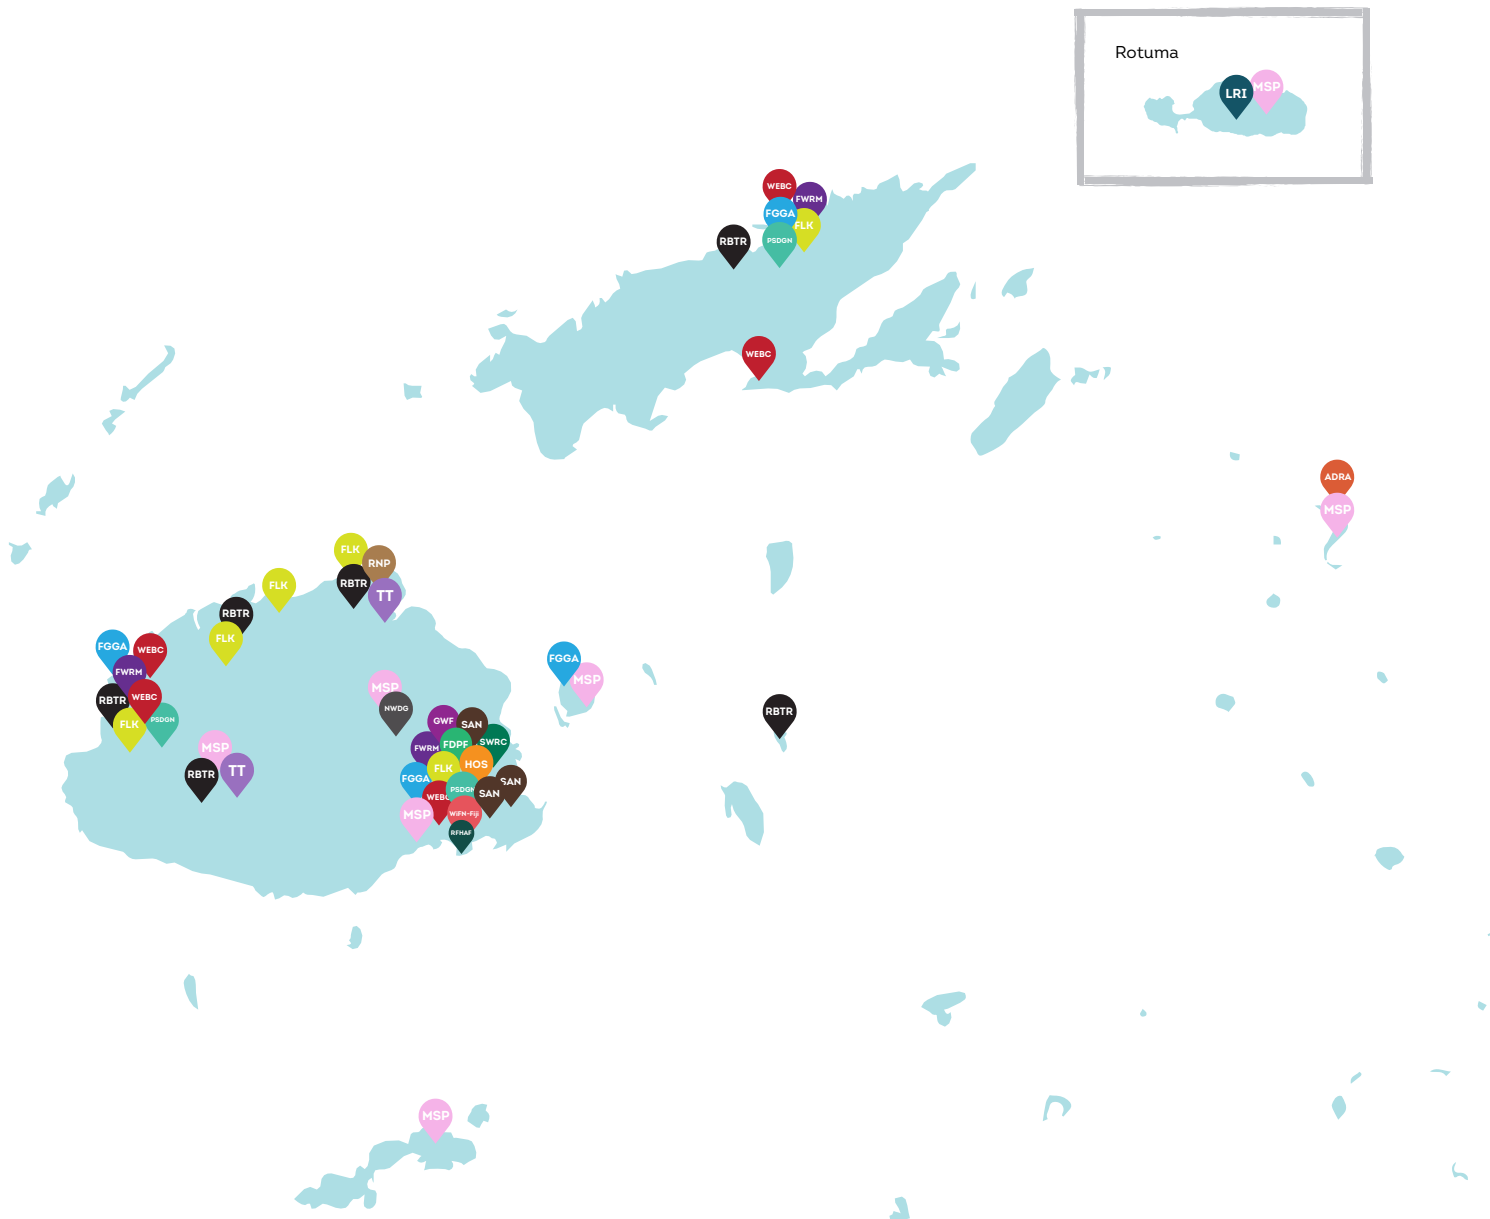 Rotuma
MSP
LRI
WEBC
FWRM
FGGA
FLK
PSDGN
RBTR
WEBC
ADRA
MSP
FLK
RNP
RBTR
TT
FLK
RBTR
FLK
FGGA
WEBC
FWRM
RBTR
WEBC
FLK
PSDGN
MSP
RBTR
TT
MSP
NWDG
FGGA
MSP
RBTR
GWF
SAN
FWRM
FDPF
SWRC
FLK
HOS
FGGA
SAN
WEBC
PSDGN
SAN
MSP
WiFN-Fiji
RFHAF
MSP